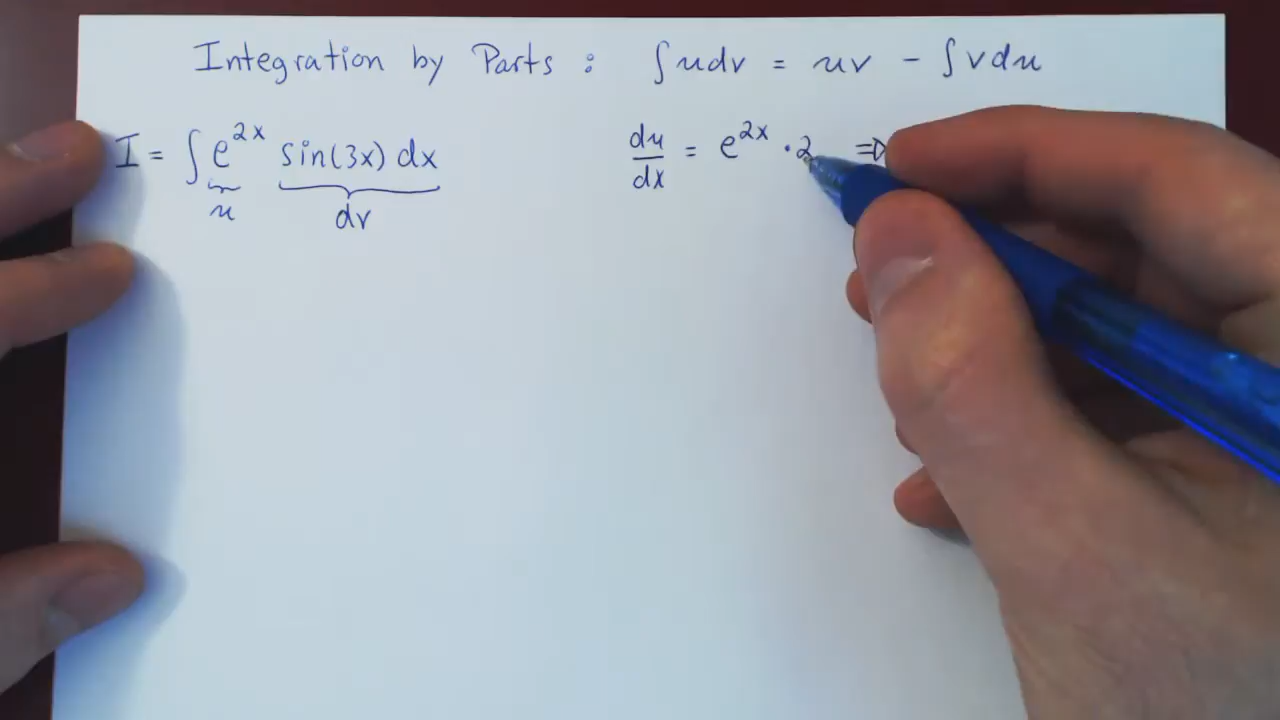 Integration by Parts : ∫udv = uv - ∫vdu
I = ∫ e^{2x} sin(3x) dx
u dv
du/dx = e^{2x} · 2 ⇒